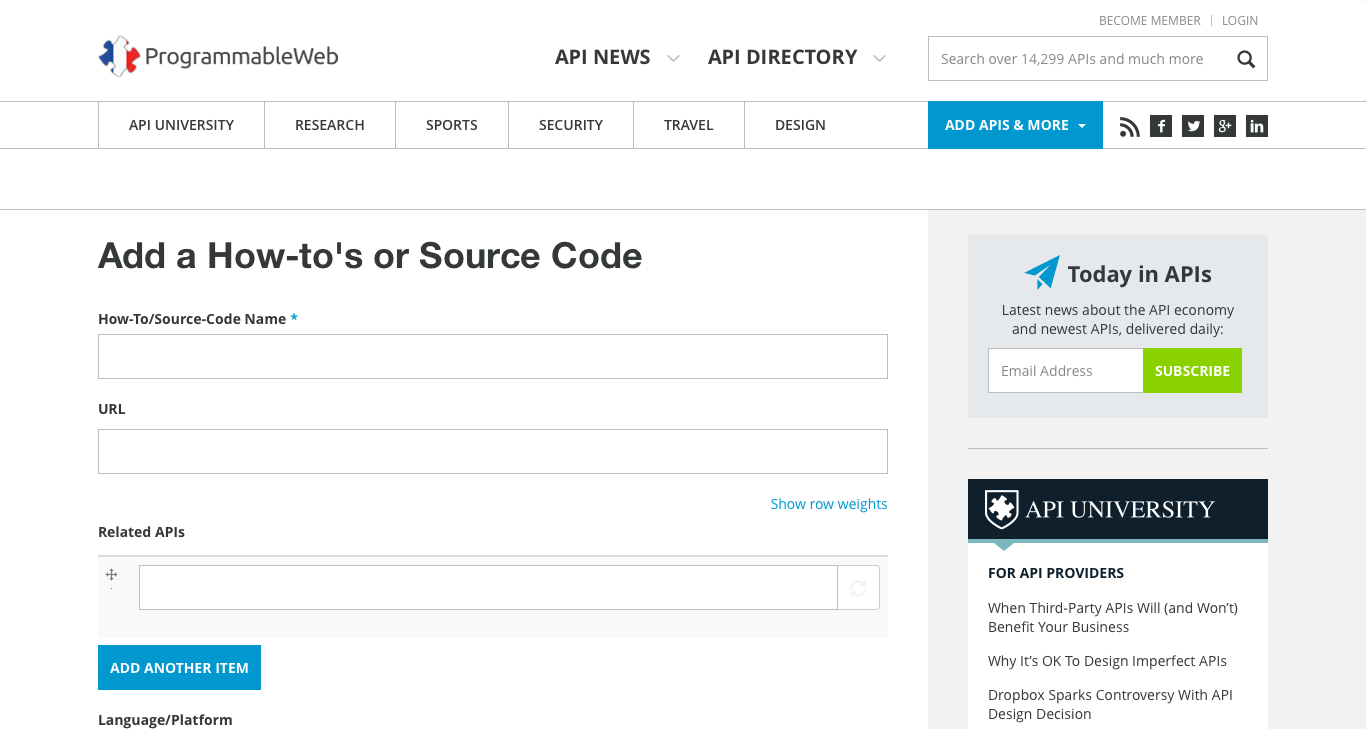 BECOME MEMBER LOGIN
ProgrammableWeb
API NEWS API DIRECTORY
Search over 14,299 APIs and much more
API UNIVERSITY RESEARCH SPORTS SECURITY TRAVEL DESIGN
ADD APIS & MORE
Add a How-to's or Source Code
How-To/Source-Code Name *
URL
Show row weights
Related APIs
ADD ANOTHER ITEM
Language/Platform
Today in APIs
Latest news about the API economy
and newest APIs, delivered daily:
Email Address SUBSCRIBE
API UNIVERSITY
FOR API PROVIDERS
When Third-Party APIs Will (and Won’t)
Benefit Your Business
Why It’s OK To Design Imperfect APIs
Dropbox Sparks Controversy With API
Design Decision